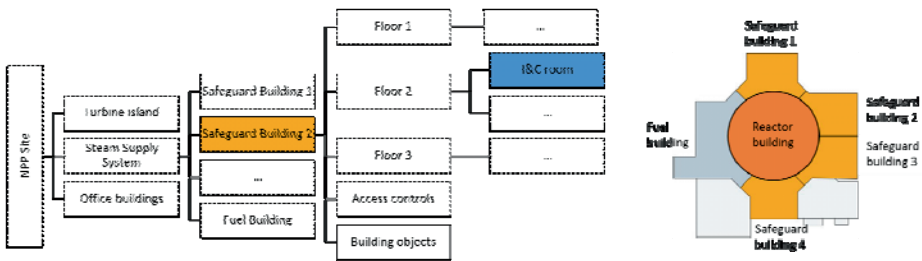 NPP Site
Turbine island
Steam Supply
System
Office buildings
Safeguard Building 1
Safeguard Building 2
...
Fuel Building
Floor 1
Floor 2
Floor 3
Access controls
Building objects
...
I&C room
...
...
Safeguard
building 1
Safeguard
building 2
Safeguard
building 3
Fuel
building
Reactor
building
Safeguard
building 4